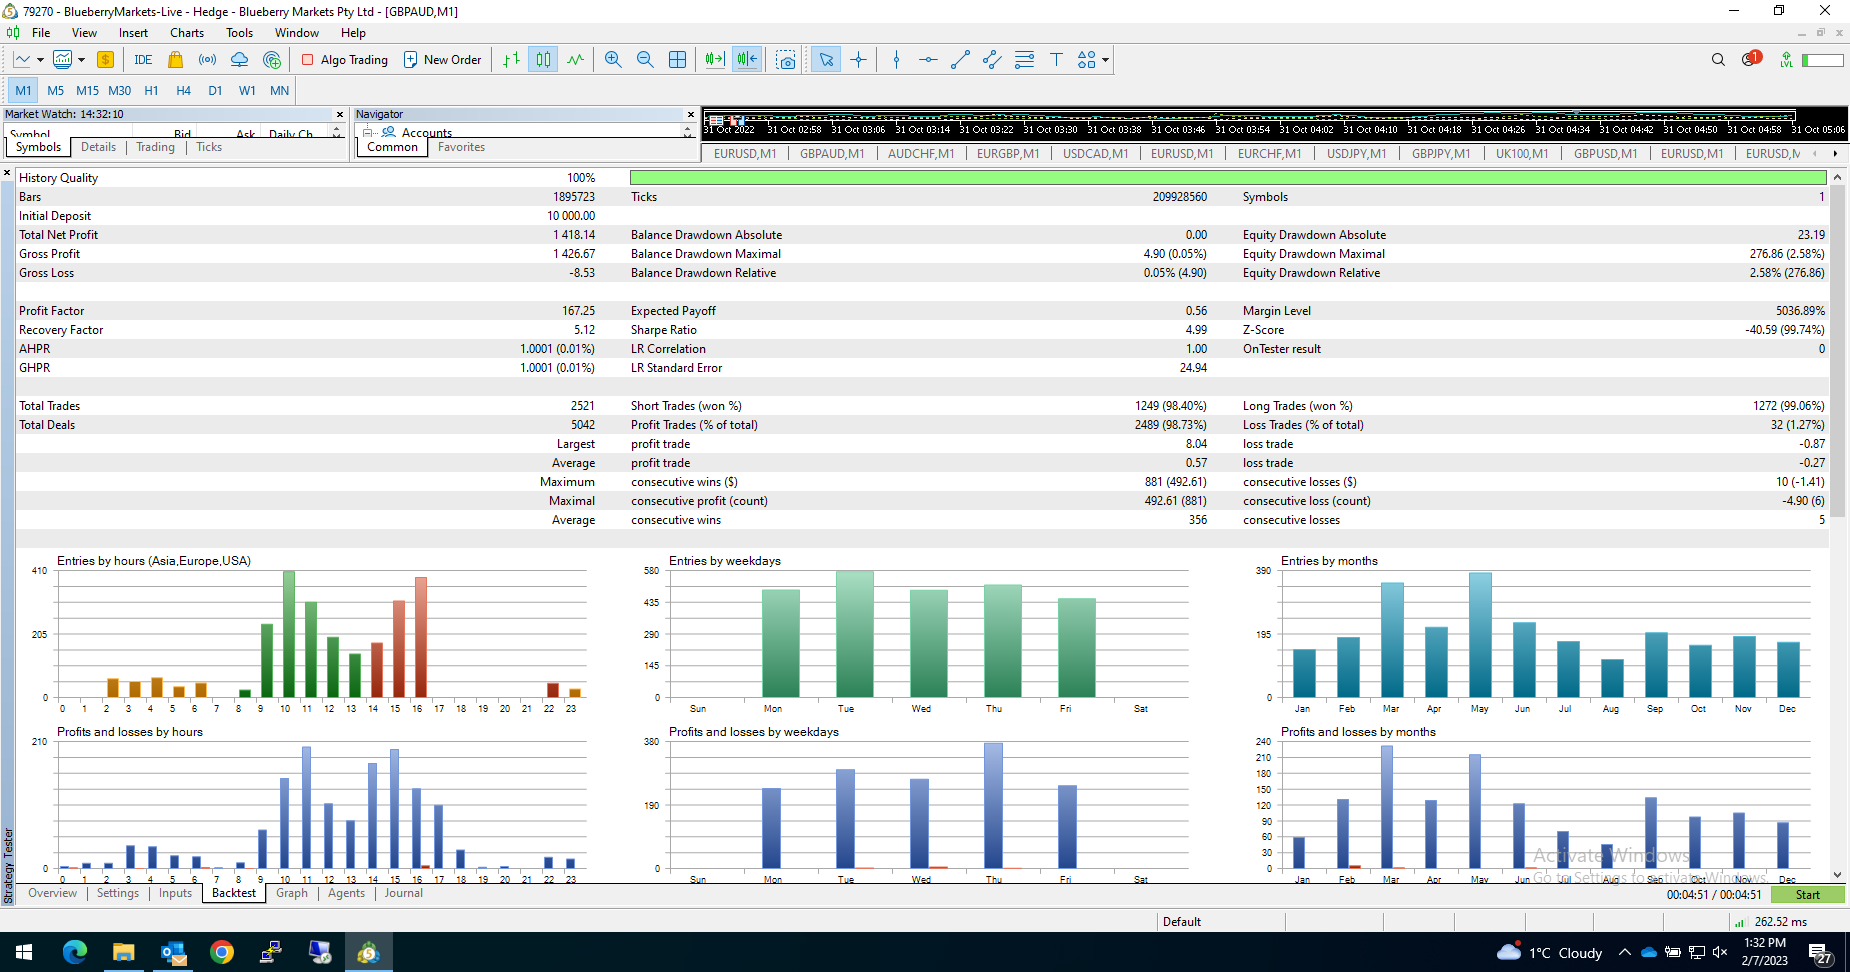 79270 - BlueberryMarkets-Live - Hedge - Blueberry Markets Pty Ltd - [GBPAUD,M1]
File View Insert Charts Tools Window Help
IDE Algo Trading New Order 1 LVL
M1 M5 M15 M30 H1 H4 D1 W1 MN
Market Watch: 14:32:10
Symbol Bid Ask Daily Ch...
Symbols Details Trading Ticks
Navigator
Accounts
Common Favorites
31 Oct 2022 31 Oct 02:58 31 Oct 03:06 31 Oct 03:14 31 Oct 03:22 31 Oct 03:30 31 Oct 03:38 31 Oct 03:46 31 Oct 03:54 31 Oct 04:02 31 Oct 04:10 31 Oct 04:18 31 Oct 04:26 31 Oct 04:34 31 Oct 04:42 31 Oct 04:50 31 Oct 04:58 31 Oct 05:06
EURUSD,M1 GBPAUD,M1 AUDCHF,M1 EURGBP,M1 USDCAD,M1 EURUSD,M1 EURCHF,M1 USDJPY,M1 GBPJPY,M1 UK100,M1 GBPUSD,M1 EURUSD,M1 EURUSD,M
History Quality 100%
Bars 1895723 Ticks 209928560 Symbols 1
Initial Deposit 10 000.00
Total Net Profit 1 418.14 Balance Drawdown Absolute 0.00 Equity Drawdown Absolute 23.19
Gross Profit 1 426.67 Balance Drawdown Maximal 4.90 (0.05%) Equity Drawdown Maximal 276.86 (2.58%)
Gross Loss -8.53 Balance Drawdown Relative 0.05% (4.90) Equity Drawdown Relative 2.58% (276.86)
Profit Factor 167.25 Expected Payoff 0.56 Margin Level 5036.89%
Recovery Factor 5.12 Sharpe Ratio 4.99 Z-Score -40.59 (99.74%)
AHPR 1.0001 (0.01%) LR Correlation 1.00 OnTester result 0
GHPR 1.0001 (0.01%) LR Standard Error 24.94
Total Trades 2521 Short Trades (won %) 1249 (98.40%) Long Trades (won %) 1272 (99.06%)
Total Deals 5042 Profit Trades (% of total) 2489 (98.73%) Loss Trades (% of total) 32 (1.27%)
Largest profit trade 8.04 loss trade -0.87
Average profit trade 0.57 loss trade -0.27
Maximum consecutive wins ($) 881 (492.61) consecutive losses ($) 10 (-1.41)
Maximal consecutive profit (count) 492.61 (881) consecutive loss (count) -4.90 (6)
Average consecutive wins 356 consecutive losses 5
Entries by hours (Asia,Europe,USA)
410
205
0
0 1 2 3 4 5 6 7 8 9 10 11 12 13 14 15 16 17 18 19 20 21 22 23
Entries by weekdays
580
435
290
145
0
Sun Mon Tue Wed Thu Fri Sat
Entries by months
390
195
0
Jan Feb Mar Apr May Jun Jul Aug Sep Oct Nov Dec
Profits and losses by hours
210
0
0 1 2 3 4 5 6 7 8 9 10 11 12 13 14 15 16 17 18 19 20 21 22 23
Profits and losses by weekdays
380
190
0
Sun Mon Tue Wed Thu Fri Sat
Profits and losses by months
240
210
180
150
120
90
60
30
0
Jan Feb Mar Apr May Jun Jul Aug Sep Oct Nov Dec
Activate Windows
Go to Settings to activate Windows.
Strategy Tester
Overview Settings Inputs Backtest Graph Agents Journal
00:04:51 / 00:04:51 Start
Default 262.52 ms
1°C Cloudy
1:32 PM
2/7/2023
27